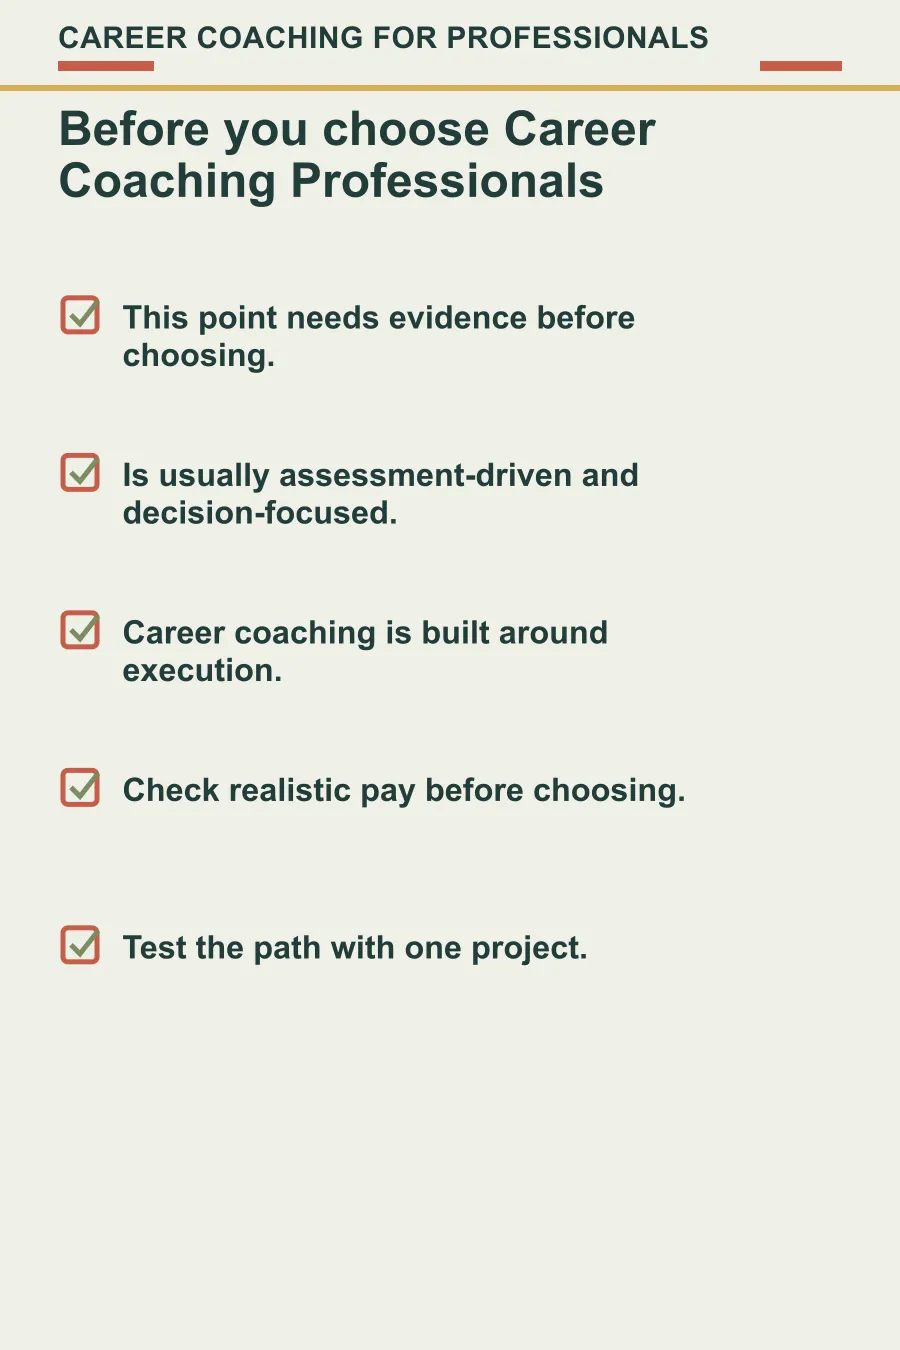 CAREER COACHING FOR PROFESSIONALS
Before you choose Career
Coaching Professionals
This point needs evidence before
choosing.
Is usually assessment-driven and
decision-focused.
Career coaching is built around
execution.
Check realistic pay before choosing.
Test the path with one project.